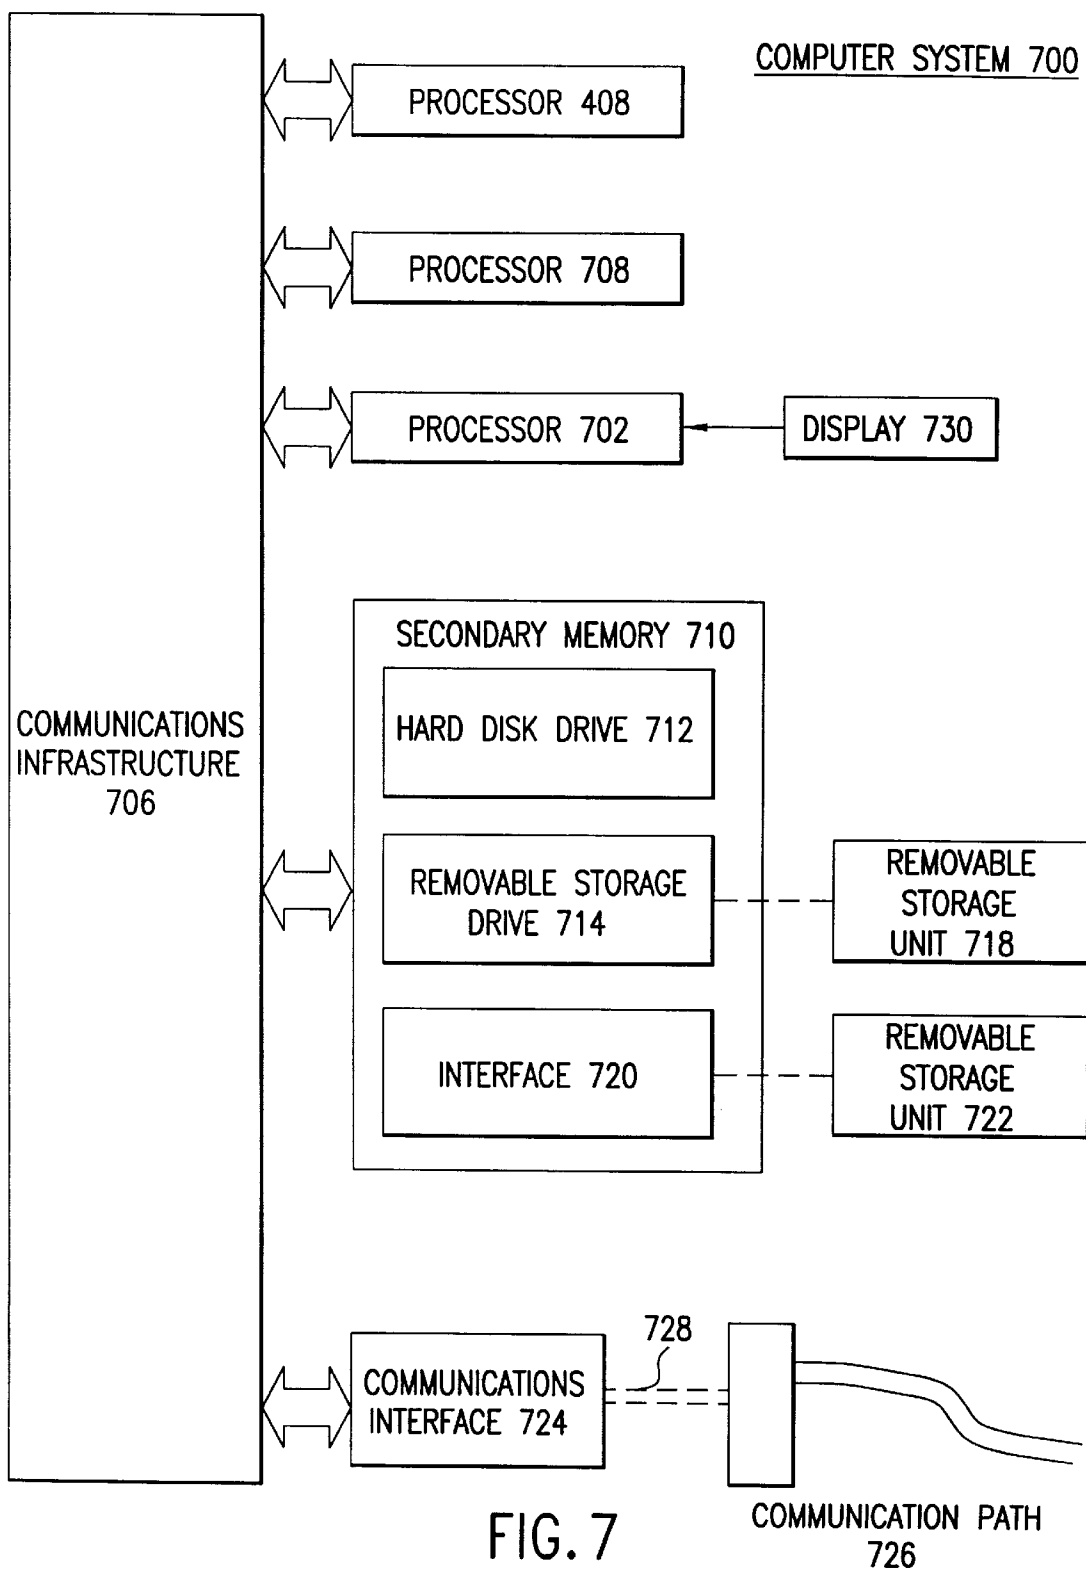 COMPUTER SYSTEM 700
PROCESSOR 408
PROCESSOR 708
PROCESSOR 702
DISPLAY 730
SECONDARY MEMORY 710
HARD DISK DRIVE 712
COMMUNICATIONS
INFRASTRUCTURE
706
REMOVABLE STORAGE
DRIVE 714
REMOVABLE
STORAGE
UNIT 718
INTERFACE 720
REMOVABLE
STORAGE
UNIT 722
728
COMMUNICATIONS
INTERFACE 724
COMMUNICATION PATH
726
FIG. 7